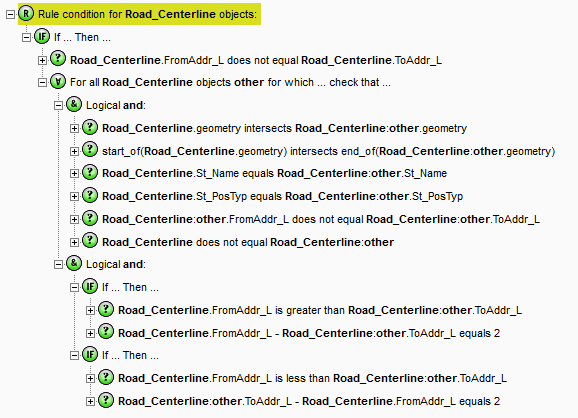 R Rule condition for Road_Centerline objects:
IF If ... Then ...
? Road_Centerline.FromAddr_L does not equal Road_Centerline.ToAddr_L
∀ For all Road_Centerline objects other for which ... check that ...
& Logical and:
? Road_Centerline.geometry intersects Road_Centerline:other.geometry
? start_of(Road_Centerline.geometry) intersects end_of(Road_Centerline:other.geometry)
? Road_Centerline.St_Name equals Road_Centerline:other.St_Name
? Road_Centerline.St_PosTyp equals Road_Centerline:other.St_PosTyp
? Road_Centerline:other.FromAddr_L does not equal Road_Centerline:other.ToAddr_L
? Road_Centerline does not equal Road_Centerline:other
& Logical and:
IF If ... Then ...
? Road_Centerline.FromAddr_L is greater than Road_Centerline:other.ToAddr_L
? Road_Centerline.FromAddr_L - Road_Centerline:other.ToAddr_L equals 2
IF If ... Then ...
? Road_Centerline.FromAddr_L is less than Road_Centerline:other.ToAddr_L
? Road_Centerline:other.ToAddr_L - Road_Centerline.FromAddr_L equals 2